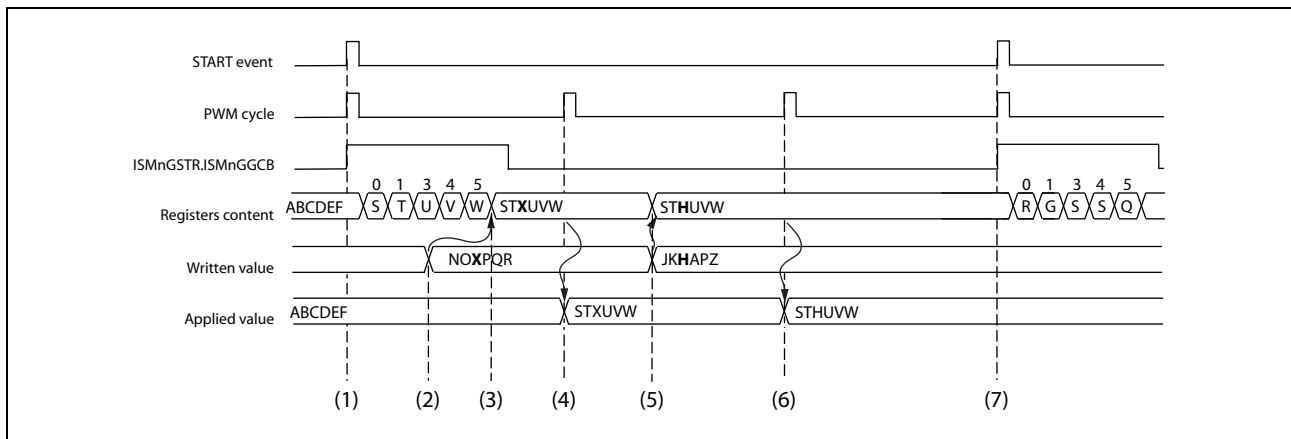 START event
PWM cycle
ISMnGSTR.ISMnGGCB
0 1 3 4 5 0 1 3 4 5
Registers content ABCDEF S T U V W STXUVW STHUVW R G S S Q
Written value NOXPQR JKHAPZ
Applied value ABCDEF STXUVW STHUVW
(1) (2) (3) (4) (5) (6) (7)